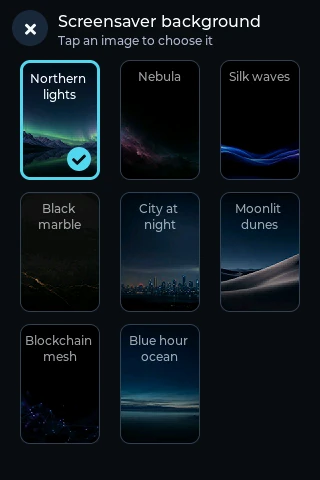 Screensaver background
Tap an image to choose it
Northern
lights
Nebula
Silk waves
Black
marble
City at
night
Moonlit
dunes
Blockchain
mesh
Blue hour
ocean